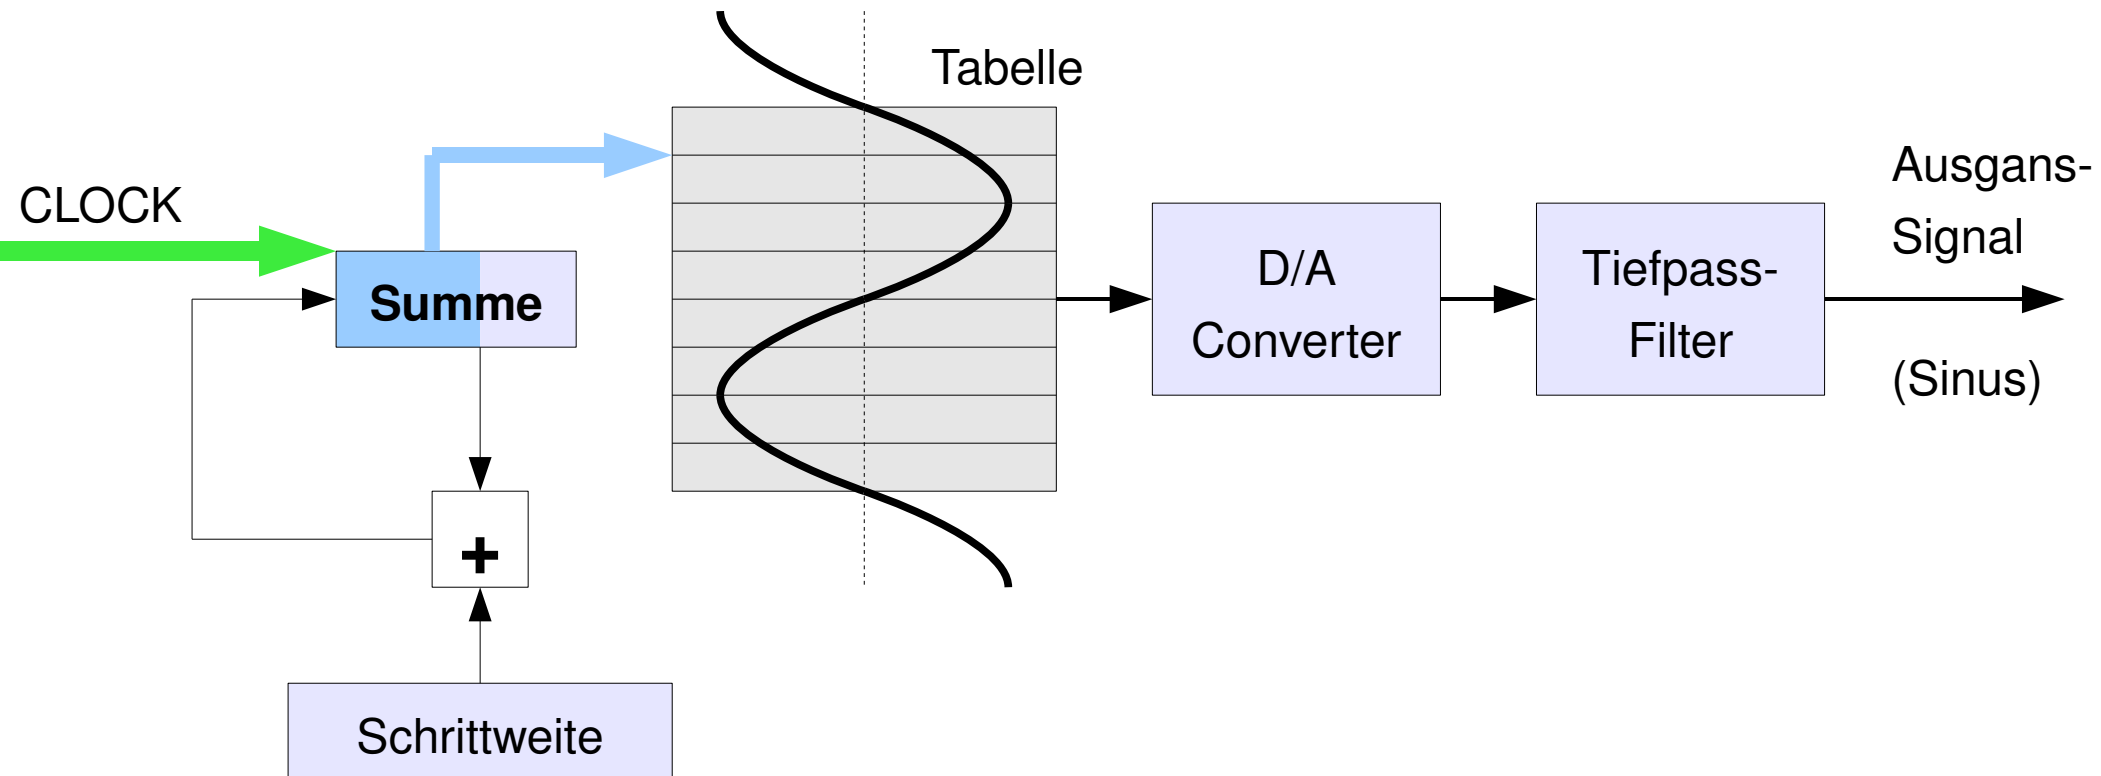 Tabelle
CLOCK
Summe
+
Schrittweite
D/A
Converter
Tiefpass-
Filter
Ausgans-
Signal
(Sinus)